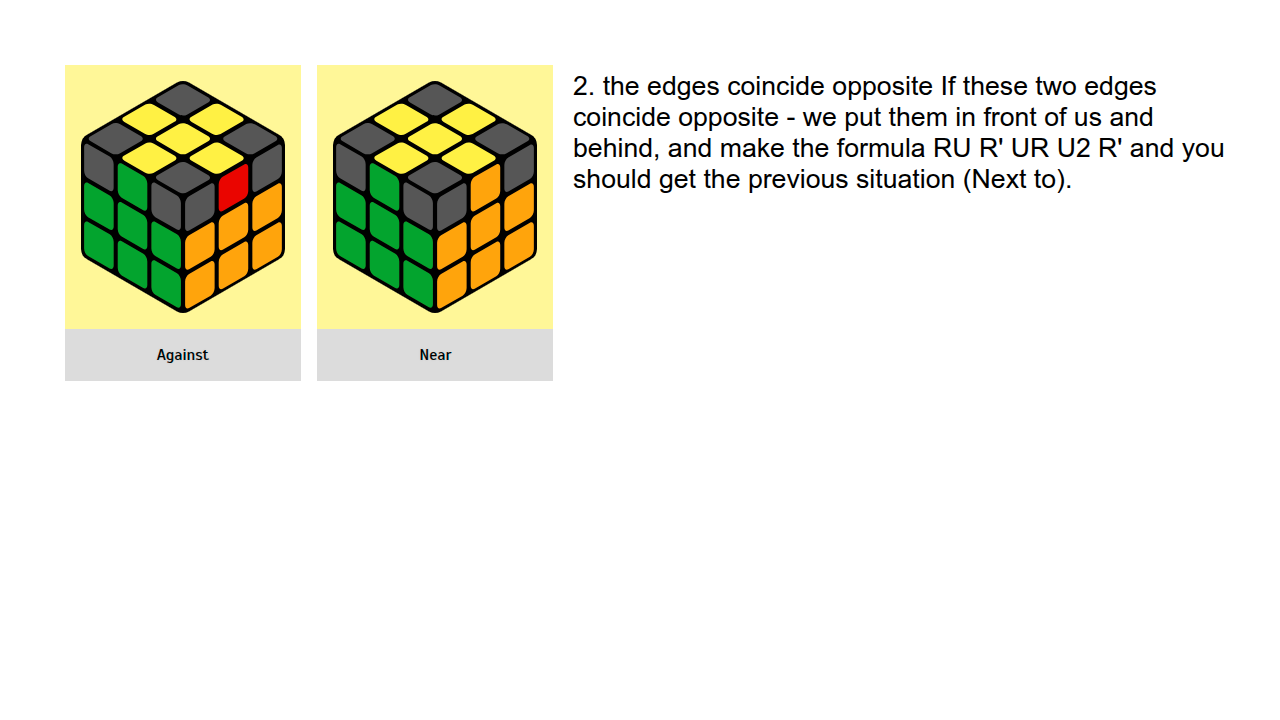 2. the edges coincide opposite If these two edges
coincide opposite - we put them in front of us and
behind, and make the formula RU R' UR U2 R' and you
should get the previous situation (Next to).
Against
Near